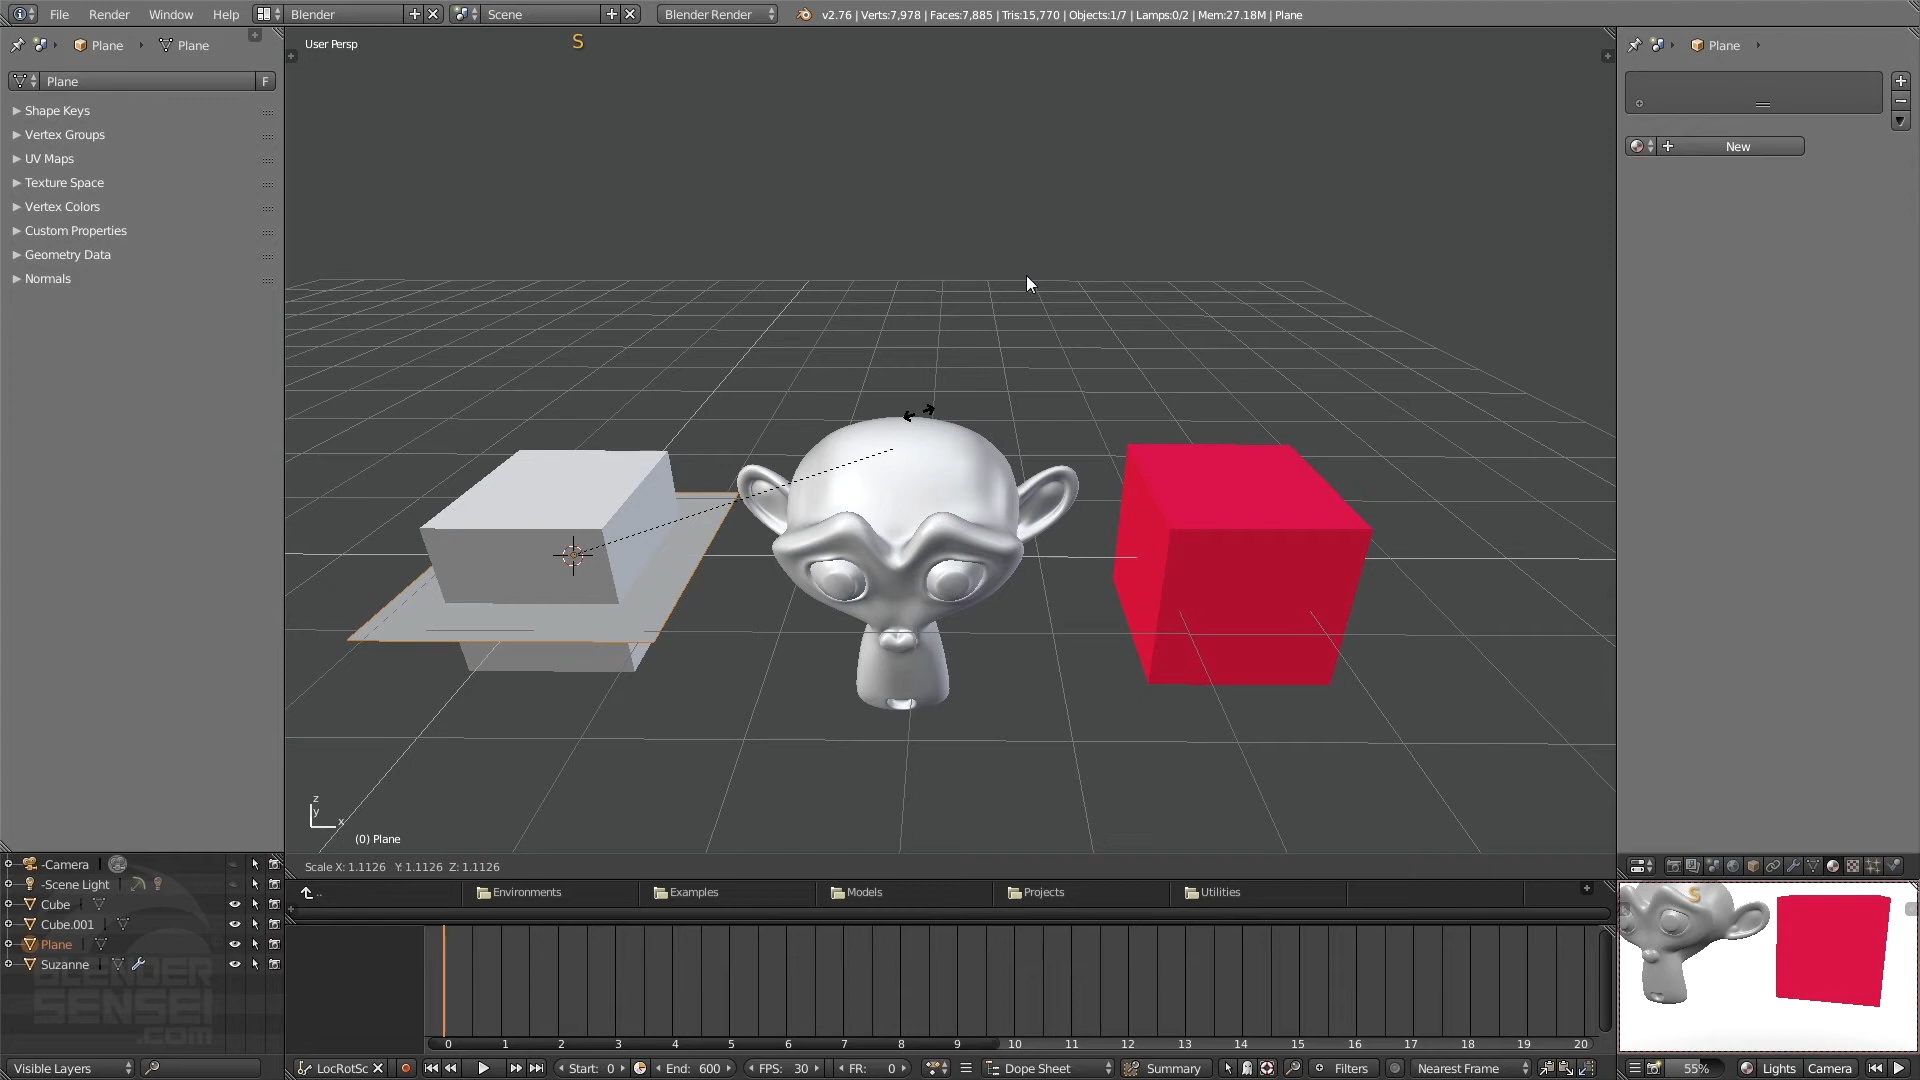 File Render Window Help Blender Scene Blender Render v2.76 | Verts:7,978 | Faces:7,885 | Tris:15,770 | Objects:1/7 | Lamps:0/2 | Mem:27.18M | Plane
Plane Plane
Plane F
Shape Keys
Vertex Groups
UV Maps
Texture Space
Vertex Colors
Custom Properties
Geometry Data
Normals
User Persp
S
z
y
x
(0) Plane
Scale X: 1.1126 Y: 1.1126 Z: 1.1126
Plane
New
-Camera
-Scene Light
Cube
Cube.001
Plane
Suzanne
BLENDER
SENSEI
.COM
.. Environments Examples Models Projects Utilities
0 1 2 3 4 5 6 7 8 9 10 11 12 13 14 15 16 17 18 19 20
S
Visible Layers LocRotSc Start: 0 End: 600 FPS: 30 FR: 0 Dope Sheet Summary Filters Nearest Frame 55% Lights Camera